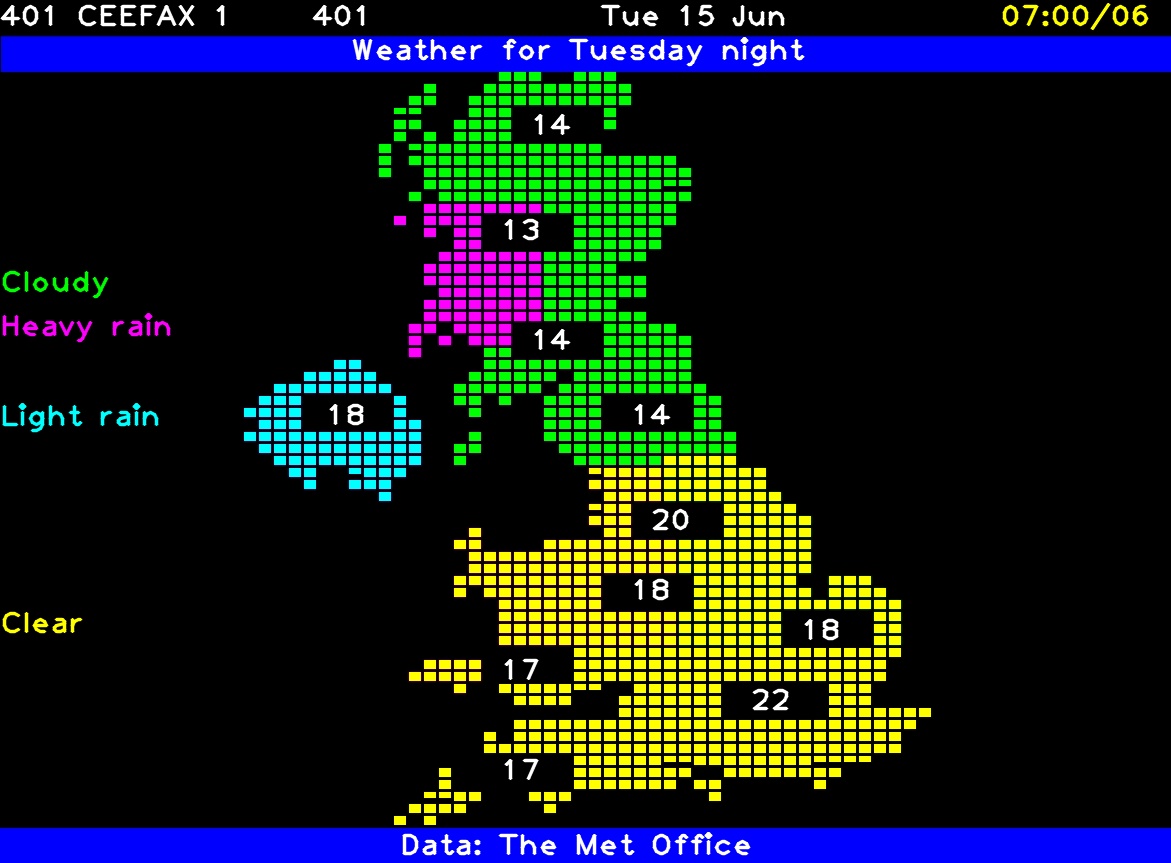 401 CEEFAX 1 401 Tue 15 Jun 07:00/06
Weather for Tuesday night
14
13
Cloudy
Heavy rain
14
Light rain 18 14
20
18
Clear 18
17
22
17
Data: The Met Office